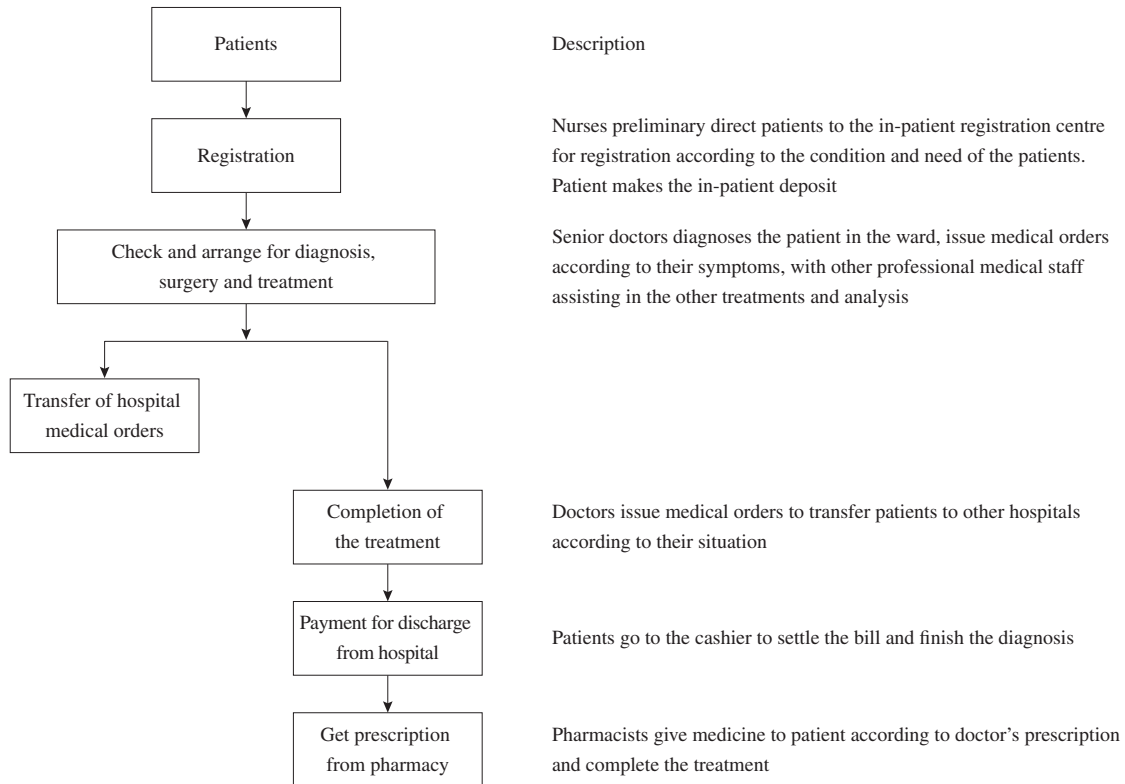 Patients
Description
Registration
Nurses preliminary direct patients to the in-patient registration centre
for registration according to the condition and need of the patients.
Patient makes the in-patient deposit
Check and arrange for diagnosis,
surgery and treatment
Senior doctors diagnoses the patient in the ward, issue medical orders
according to their symptoms, with other professional medical staff
assisting in the other treatments and analysis
Transfer of hospital
medical orders
Completion of
the treatment
Doctors issue medical orders to transfer patients to other hospitals
according to their situation
Payment for discharge
from hospital
Patients go to the cashier to settle the bill and finish the diagnosis
Get prescription
from pharmacy
Pharmacists give medicine to patient according to doctor’s prescription
and complete the treatment